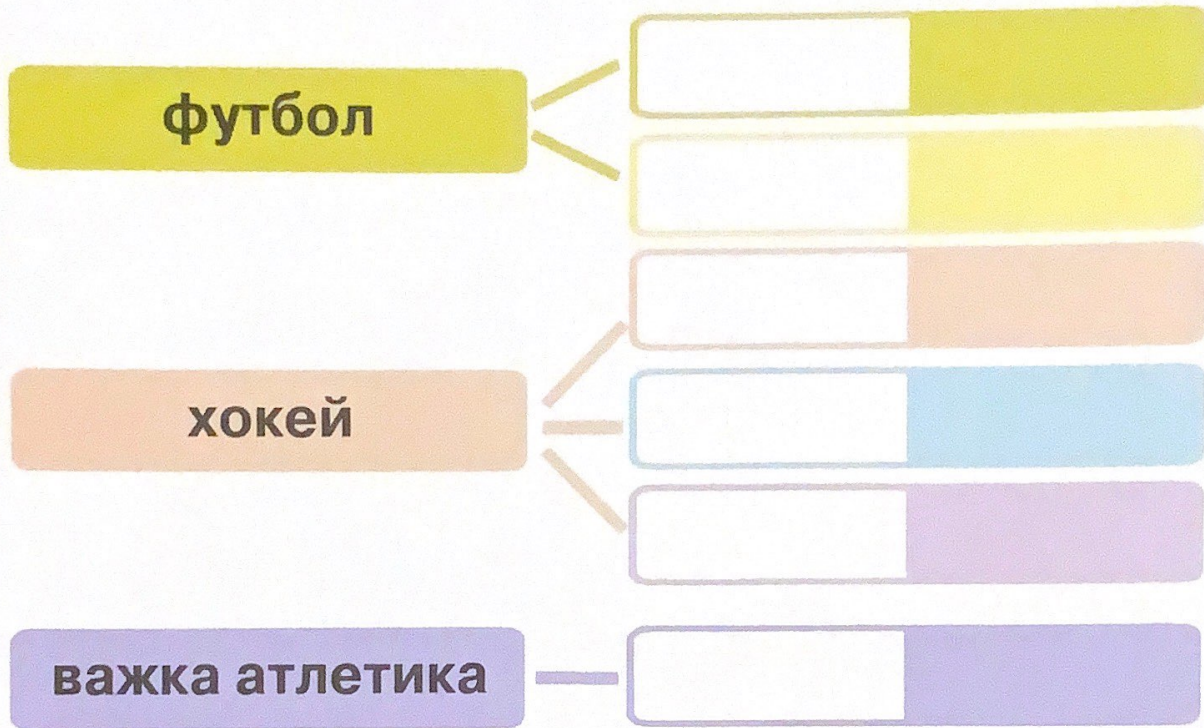 футбол
хокей
важка атлетика